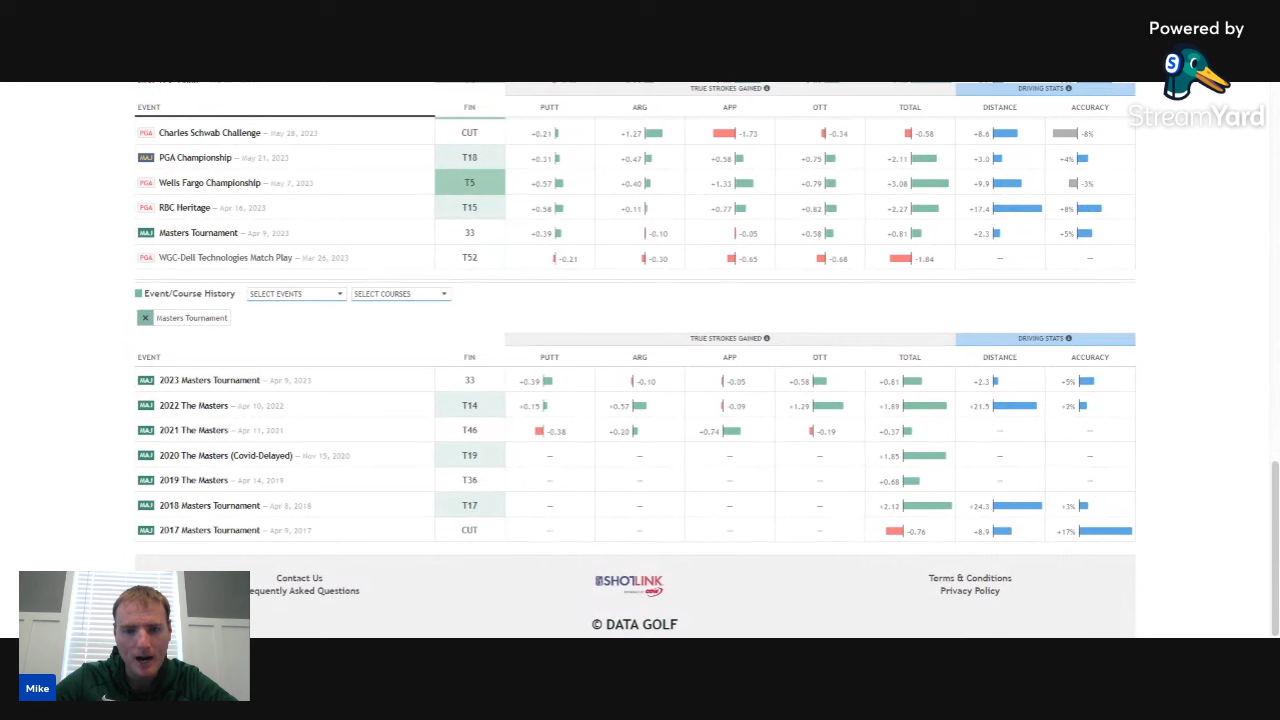 Powered by
StreamYard
TRUE STROKES GAINED DRIVING STATS
EVENT FIN PUTT ARG APP OTT TOTAL DISTANCE ACCURACY
PGA Charles Schwab Challenge — May 28, 2023 CUT +0.21 +1.27 -1.73 -0.34 -0.58 +8.6 -8%
MAJ PGA Championship — May 21, 2023 T18 +0.31 +0.47 +0.58 +0.75 +2.11 +3.0 +4%
PGA Wells Fargo Championship — May 7, 2023 T5 +0.57 +0.40 +1.33 +0.79 +3.08 +9.9 -3%
PGA RBC Heritage — Apr 16, 2023 T15 +0.58 +0.11 +0.77 +0.82 +2.27 +17.4 +8%
MAJ Masters Tournament — Apr 9, 2023 33 +0.39 -0.10 -0.05 +0.58 +0.81 +2.3 +5%
PGA WGC-Dell Technologies Match Play — Mar 26, 2023 T52 -0.21 -0.30 -0.65 -0.68 -1.84 — —
Event/Course History SELECT EVENTS SELECT COURSES
× Masters Tournament
TRUE STROKES GAINED DRIVING STATS
EVENT FIN PUTT ARG APP OTT TOTAL DISTANCE ACCURACY
MAJ 2023 Masters Tournament — Apr 9, 2023 33 +0.39 -0.10 -0.05 +0.58 +0.81 +2.3 +5%
MAJ 2022 The Masters — Apr 10, 2022 T14 +0.15 +0.57 -0.09 +1.29 +1.89 +21.5 +2%
MAJ 2021 The Masters — Apr 11, 2021 T46 -0.38 +0.20 +0.74 -0.19 +0.37 — —
MAJ 2020 The Masters (Covid-Delayed) — Nov 15, 2020 T19 — — — — +1.85 — —
MAJ 2019 The Masters — Apr 14, 2019 T36 — — — — +0.68 — —
MAJ 2018 Masters Tournament — Apr 8, 2018 T17 — — — — +2.12 +24.3 +3%
MAJ 2017 Masters Tournament — Apr 9, 2017 CUT — — — — -0.76 +8.9 +17%
Contact Us SHOTLINK Terms & Conditions
equently Asked Questions Privacy Policy
© DATA GOLF
Mike